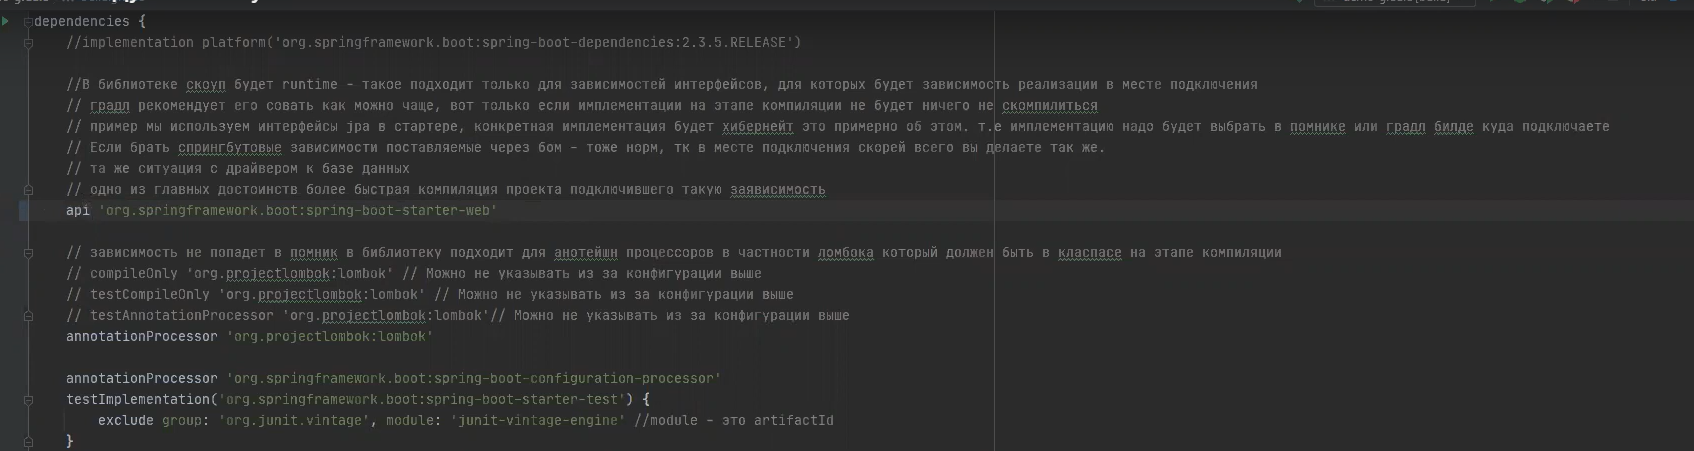 dependencies {
//implementation platform('org.springframework.boot:spring-boot-dependencies:2.3.5.RELEASE')
//В библиотеке скоуп будет runtime - такое подходит только для зависимостей интерфейсов, для которых будет зависимость реализации в месте подключения
// градл рекомендует его совать как можно чаще, вот только если имплементации на этапе компиляции не будет ничего не скомпилиться
// пример мы используем интерфейсы jpa в стартере, конкретная имплементация будет хибернейт это примерно об этом. т.е имплементацию надо будет выбрать в помнике или градл билде куда подключаете
// Если брать спрингбутовые зависимости поставляемые через бом - тоже норм, тк в месте подключения скорей всего вы делаете так же.
// та же ситуация с драйвером к базе данных
// одно из главных достоинств более быстрая компиляция проекта подключившего такую заявисимость
api 'org.springframework.boot:spring-boot-starter-web'
// зависимость не попадет в помник в библиотеку подходит для анотейшн процессоров в частности ломбока который должен быть в класпасе на этапе компиляции
// compileOnly 'org.projectlombok:lombok' // Можно не указывать из за конфигурации выше
// testCompileOnly 'org.projectlombok:lombok' // Можно не указывать из за конфигурации выше
// testAnnotationProcessor 'org.projectlombok:lombok'// Можно не указывать из за конфигурации выше
annotationProcessor 'org.projectlombok:lombok'
annotationProcessor 'org.springframework.boot:spring-boot-configuration-processor'
testImplementation('org.springframework.boot:spring-boot-starter-test') {
exclude group: 'org.junit.vintage', module: 'junit-vintage-engine' //module - это artifactId
}